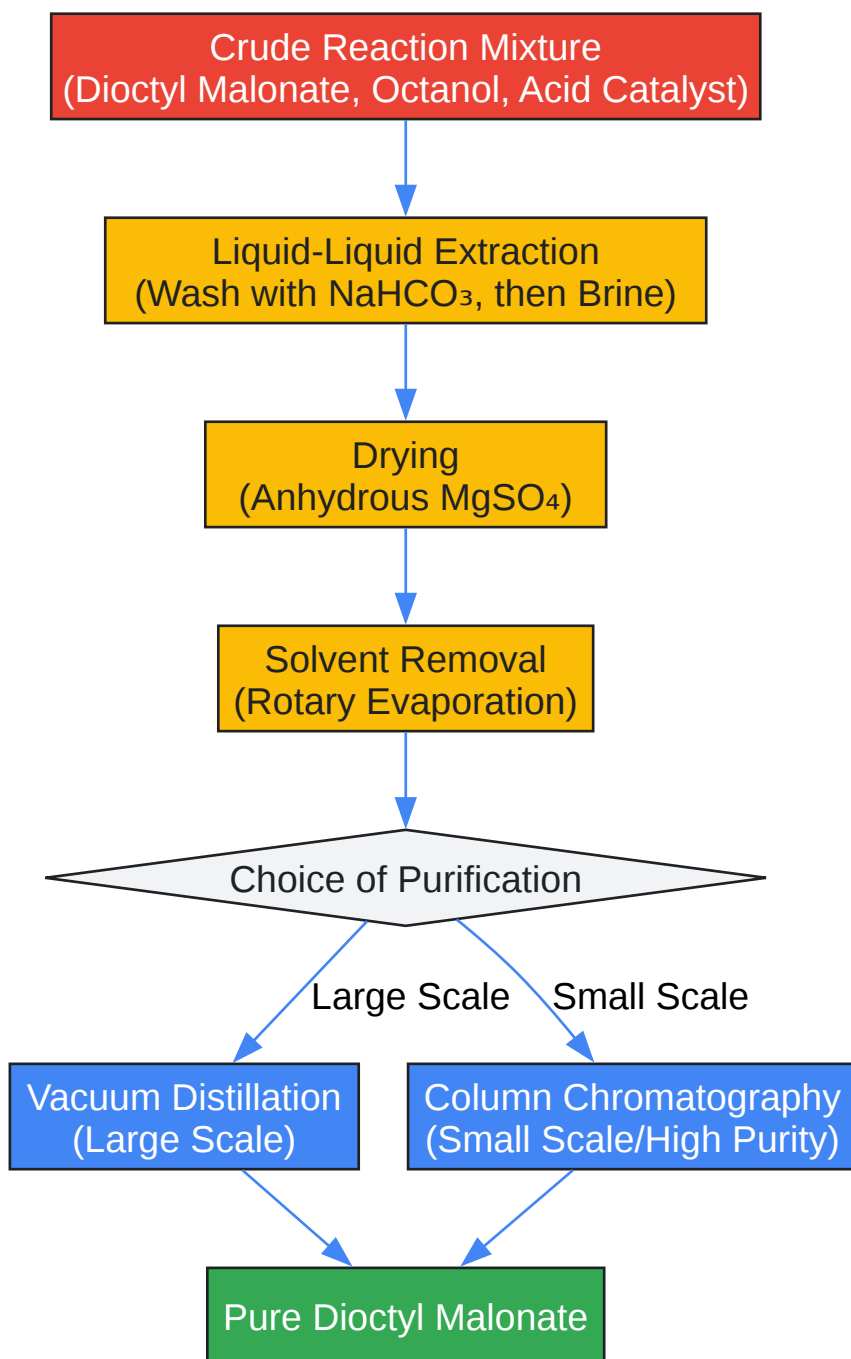 Crude Reaction Mixture
(Dioctyl Malonate, Octanol, Acid Catalyst)
Liquid-Liquid Extraction
(Wash with NaHCO₃, then Brine)
Drying
(Anhydrous MgSO₄)
Solvent Removal
(Rotary Evaporation)
Choice of Purification
Large Scale
Small Scale
Vacuum Distillation
(Large Scale)
Column Chromatography
(Small Scale/High Purity)
Pure Dioctyl Malonate